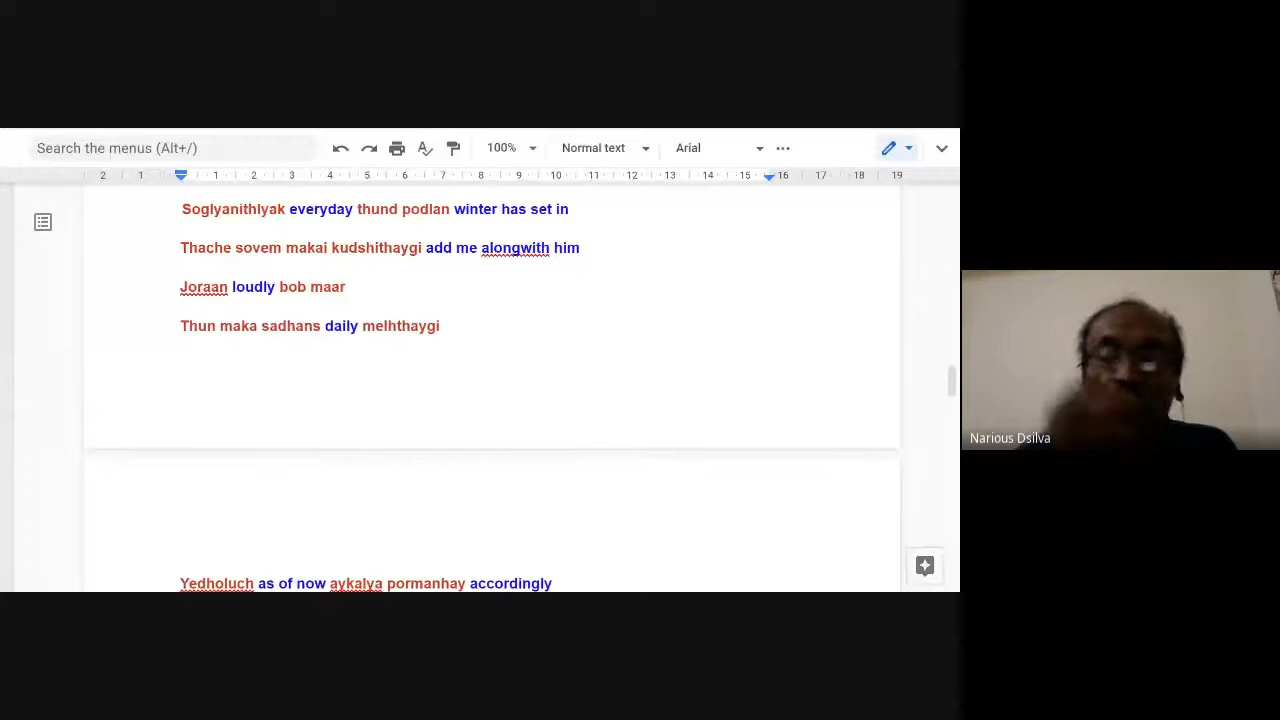 Search the menus (Alt+/)
100%
Normal text
Arial
2 1 1 2 3 4 5 6 7 8 9 10 11 12 13 14 15 16 17 18 19
Soglyanithlyak everyday thund podlan winter has set in
Thache sovem makai kudshithaygi add me alongwith him
Joraan loudly bob maar
Thun maka sadhans daily melhthaygi
Narious Dsilva
Yedholuch as of now aykalya pormanhay accordingly